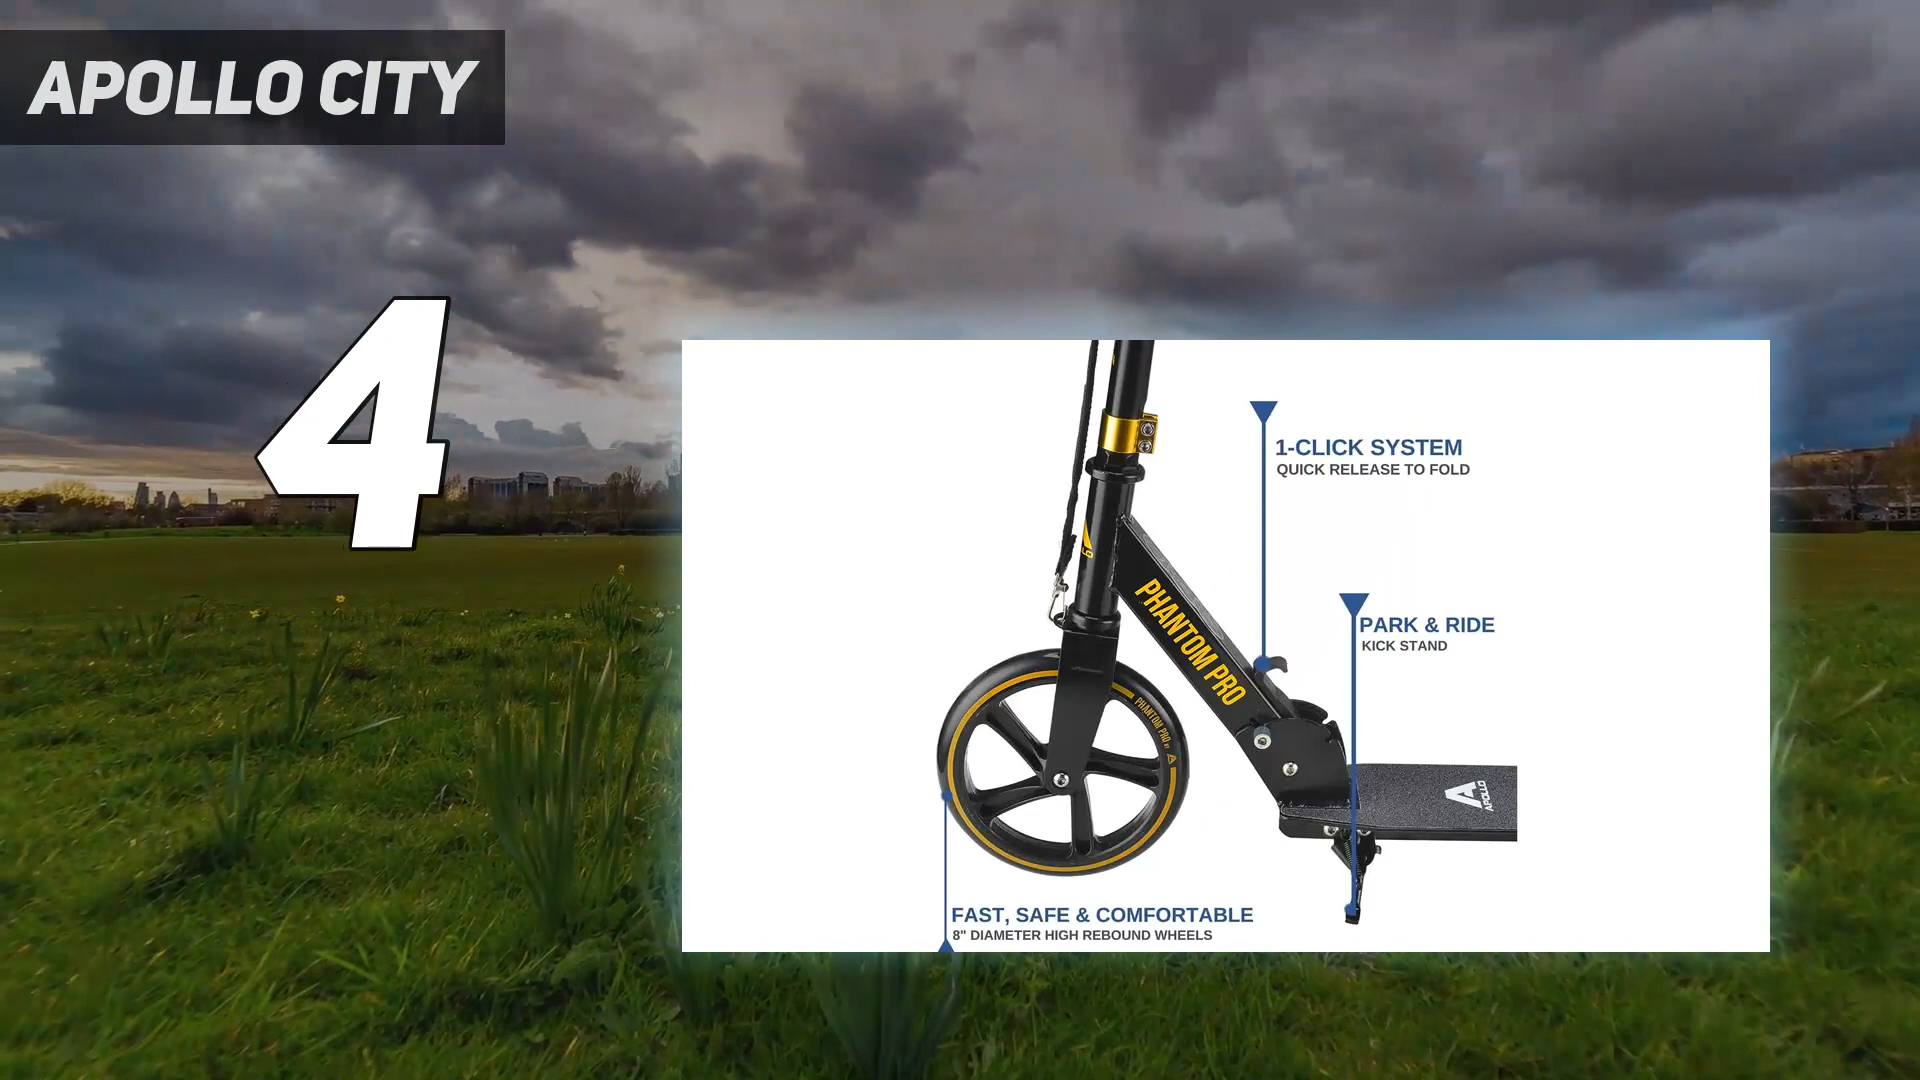 APOLLO CITY
4
1-CLICK SYSTEM
QUICK RELEASE TO FOLD
PARK & RIDE
KICK STAND
PHANTOM PRO
PHANTOM PRO BY
APOLLO
FAST, SAFE & COMFORTABLE
8" DIAMETER HIGH REBOUND WHEELS